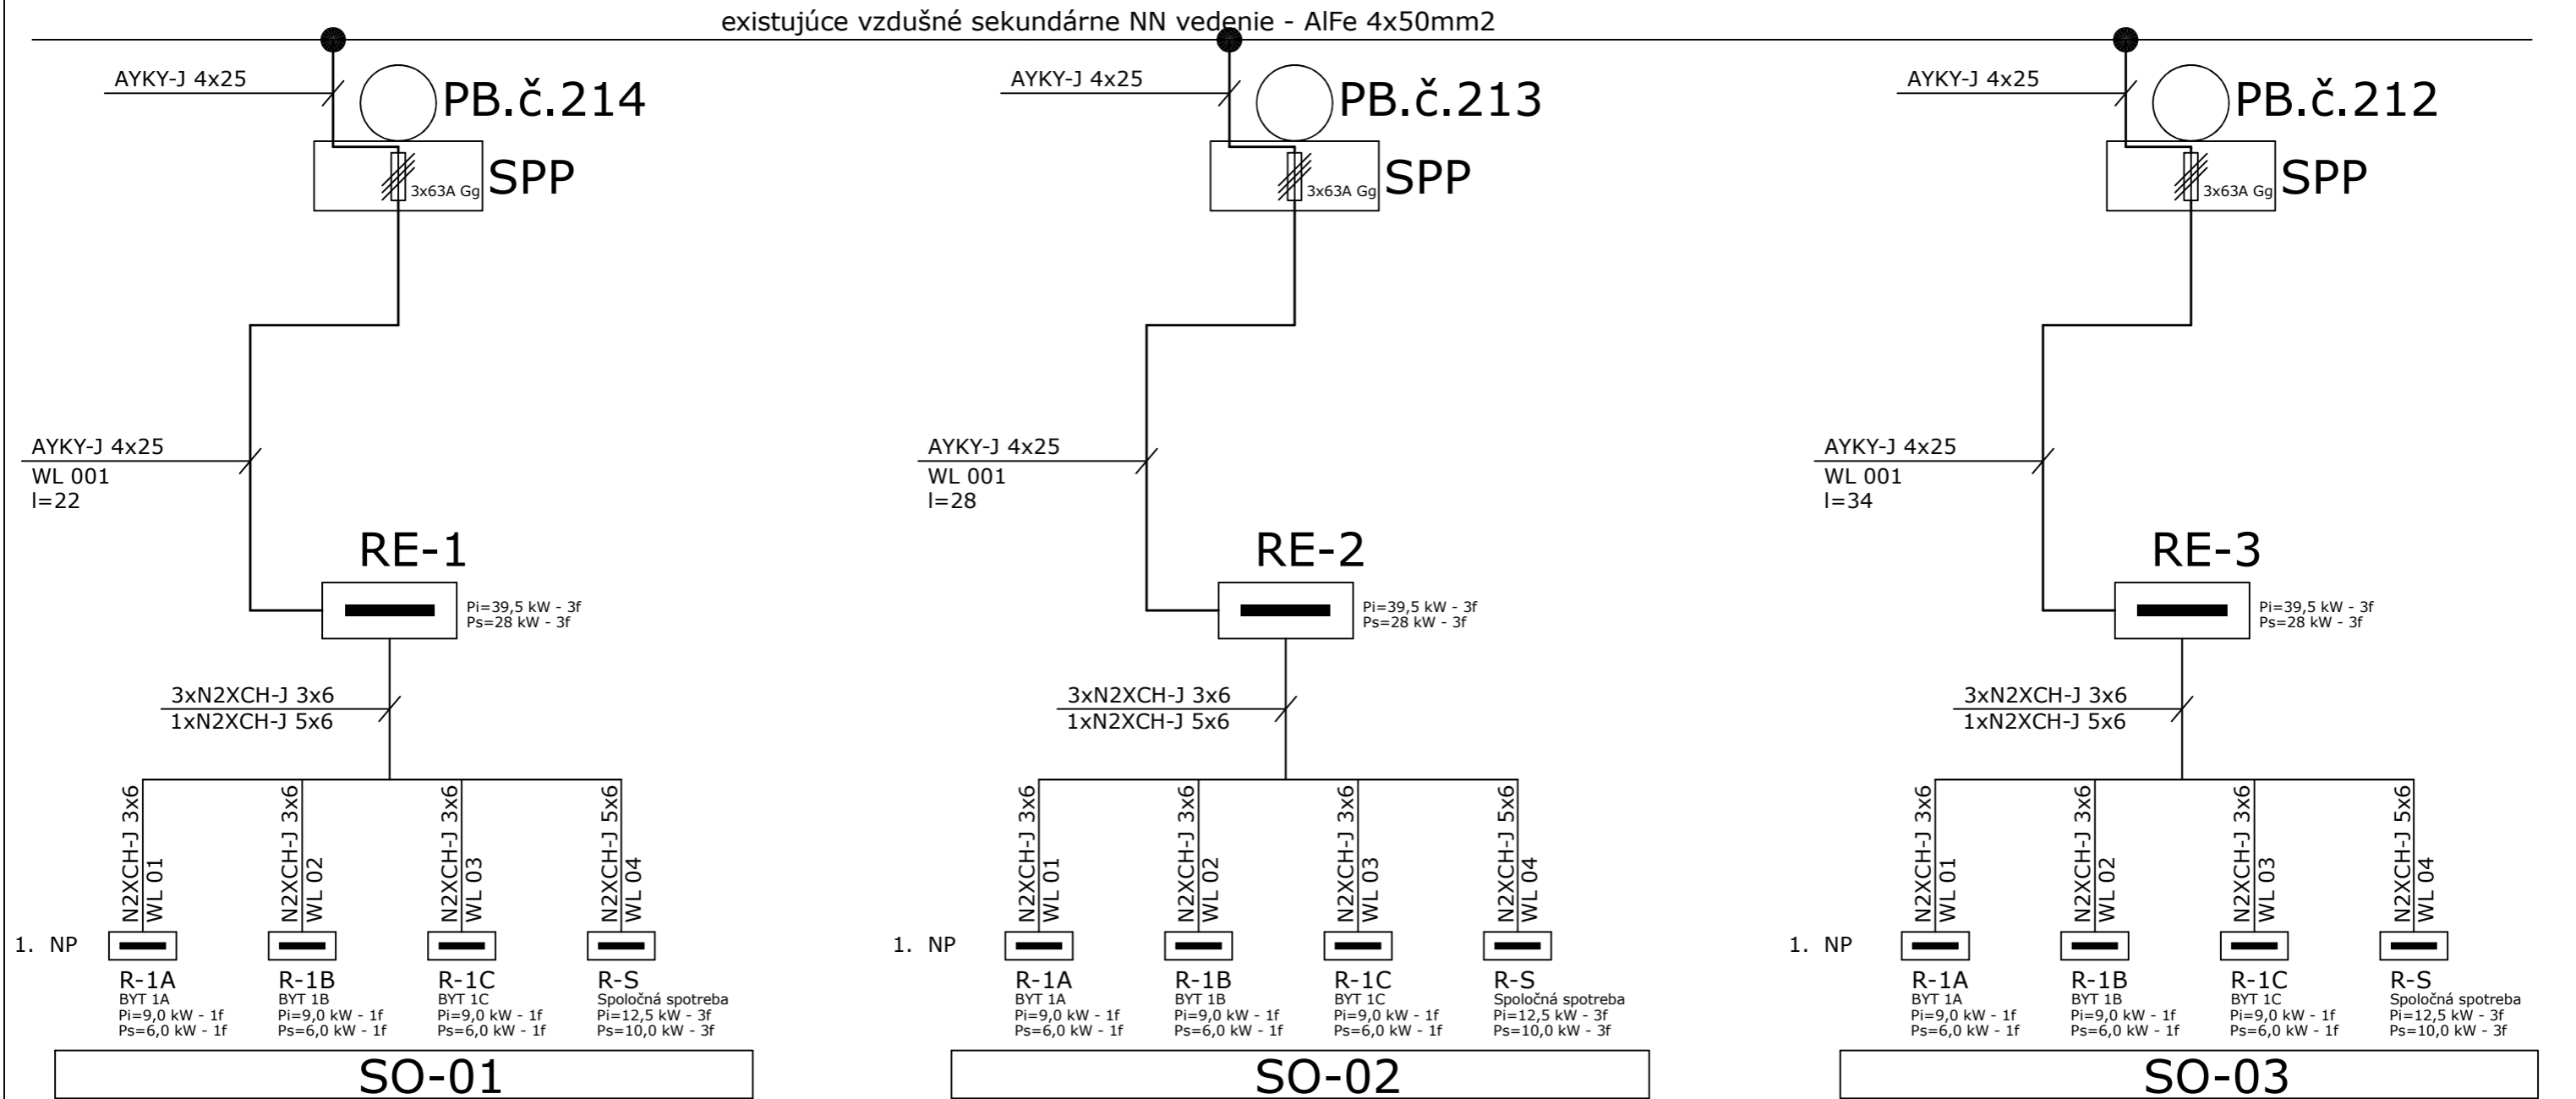 existujúce vzdušné sekundárne NN vedenie - AlFe 4x50mm2
AYKY-J 4x25
PB.č.214
3x63A Gg
SPP
AYKY-J 4x25
WL 001
l=22
RE-1
Pi=39,5 kW - 3f
Ps=28 kW - 3f
3xN2XCH-J 3x6
1xN2XCH-J 5x6
N2XCH-J 3x6
WL 01
N2XCH-J 3x6
WL 02
N2XCH-J 3x6
WL 03
N2XCH-J 5x6
WL 04
1. NP
R-1A
BYT 1A
Pi=9,0 kW - 1f
Ps=6,0 kW - 1f
R-1B
BYT 1B
Pi=9,0 kW - 1f
Ps=6,0 kW - 1f
R-1C
BYT 1C
Pi=9,0 kW - 1f
Ps=6,0 kW - 1f
R-S
Spoločná spotreba
Pi=12,5 kW - 3f
Ps=10,0 kW - 3f
SO-01
AYKY-J 4x25
PB.č.213
3x63A Gg
SPP
AYKY-J 4x25
WL 001
l=28
RE-2
Pi=39,5 kW - 3f
Ps=28 kW - 3f
3xN2XCH-J 3x6
1xN2XCH-J 5x6
N2XCH-J 3x6
WL 01
N2XCH-J 3x6
WL 02
N2XCH-J 3x6
WL 03
N2XCH-J 5x6
WL 04
1. NP
R-1A
BYT 1A
Pi=9,0 kW - 1f
Ps=6,0 kW - 1f
R-1B
BYT 1B
Pi=9,0 kW - 1f
Ps=6,0 kW - 1f
R-1C
BYT 1C
Pi=9,0 kW - 1f
Ps=6,0 kW - 1f
R-S
Spoločná spotreba
Pi=12,5 kW - 3f
Ps=10,0 kW - 3f
SO-02
AYKY-J 4x25
PB.č.212
3x63A Gg
SPP
AYKY-J 4x25
WL 001
l=34
RE-3
Pi=39,5 kW - 3f
Ps=28 kW - 3f
3xN2XCH-J 3x6
1xN2XCH-J 5x6
N2XCH-J 3x6
WL 01
N2XCH-J 3x6
WL 02
N2XCH-J 3x6
WL 03
N2XCH-J 5x6
WL 04
1. NP
R-1A
BYT 1A
Pi=9,0 kW - 1f
Ps=6,0 kW - 1f
R-1B
BYT 1B
Pi=9,0 kW - 1f
Ps=6,0 kW - 1f
R-1C
BYT 1C
Pi=9,0 kW - 1f
Ps=6,0 kW - 1f
R-S
Spoločná spotreba
Pi=12,5 kW - 3f
Ps=10,0 kW - 3f
SO-03